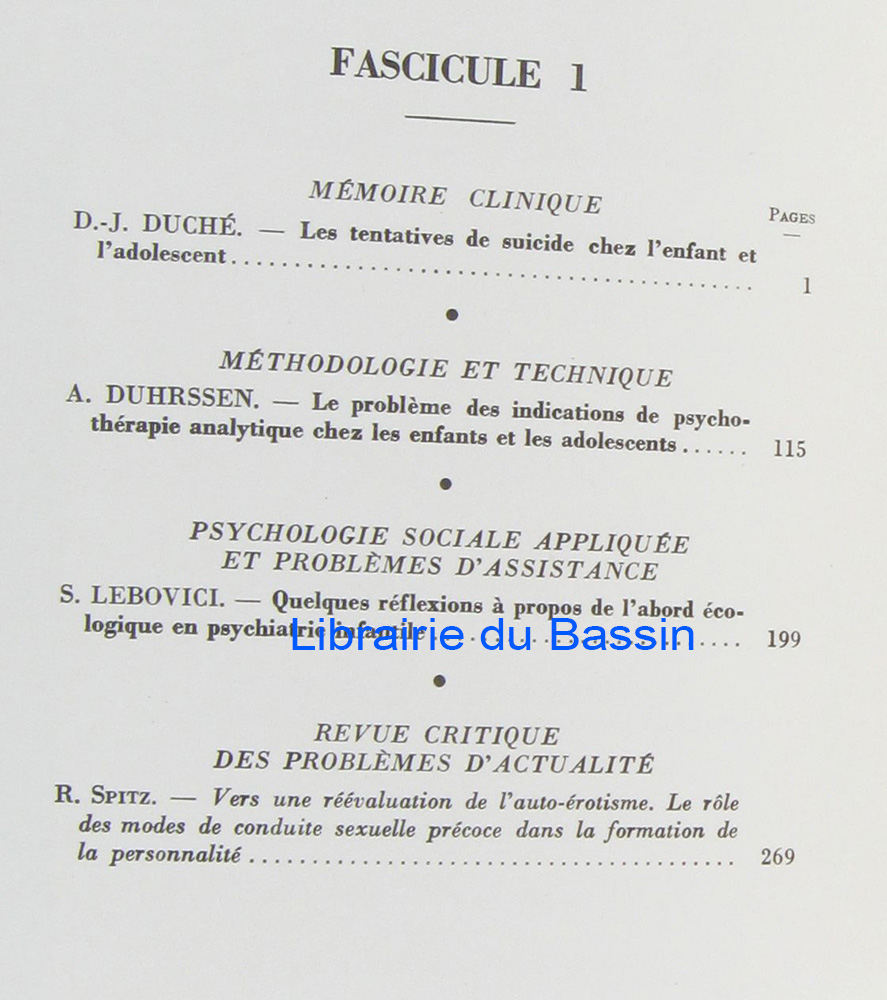 FASCICULE 1
MÉMOIRE CLINIQUE
PAGES
D.-J. DUCHÉ. — Les tentatives de suicide chez l'enfant et
l'adolescent ........................................ 1
•
MÉTHODOLOGIE ET TECHNIQUE
A. DUHRSSEN. — Le problème des indications de psycho-
thérapie analytique chez les enfants et les adolescents ...... 115
•
PSYCHOLOGIE SOCIALE APPLIQUÉE
ET PROBLÈMES D'ASSISTANCE
S. LEBOVICI. — Quelques réflexions à propos de l'abord éco-
logique en psychiatrie infantile ........................ 199
Librairie du Bassin
•
REVUE CRITIQUE
DES PROBLÈMES D'ACTUALITÉ
R. SPITZ. — Vers une réévaluation de l'auto-érotisme. Le rôle
des modes de conduite sexuelle précoce dans la formation de
la personnalité ........................................ 269